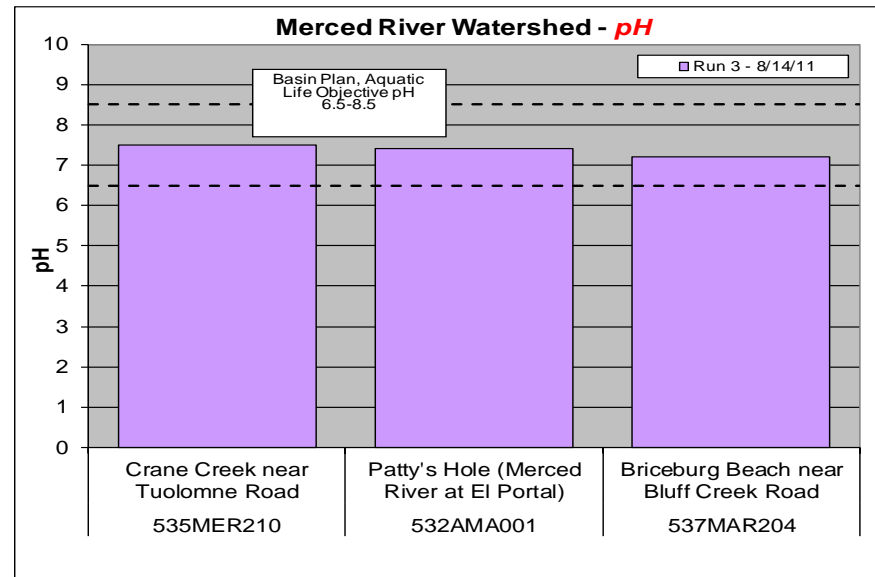 Merced River Watershed - pH
10
9
8
7
6
5
4
3
2
1
0
pH
Run 3 - 8/14/11
Basin Plan, Aquatic
Life Objective pH
6.5-8.5
Crane Creek near
Tuolomne Road
535MER210
Patty's Hole (Merced
River at El Portal)
532AMA001
Briceburg Beach near
Bluff Creek Road
537MAR204